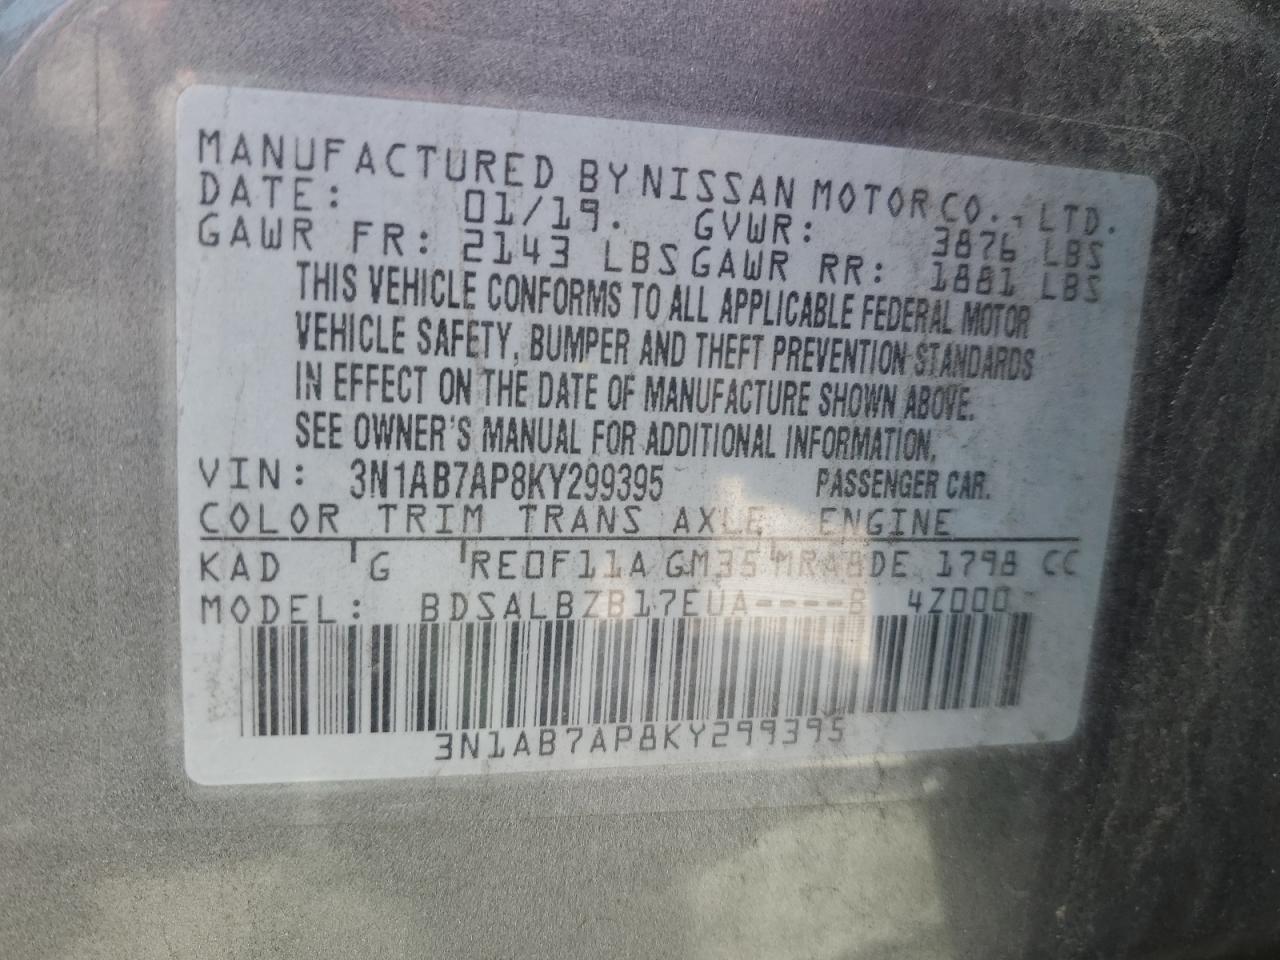 MANUFACTURED BY NISSAN MOTOR CO., LTD.
DATE: 01/19. GVWR: 3876 LBS
GAWR FR: 2143 LBS GAWR RR: 1881 LBS
THIS VEHICLE CONFORMS TO ALL APPLICABLE FEDERAL MOTOR
VEHICLE SAFETY, BUMPER AND THEFT PREVENTION STANDARDS
IN EFFECT ON THE DATE OF MANUFACTURE SHOWN ABOVE.
SEE OWNER'S MANUAL FOR ADDITIONAL INFORMATION.
VIN: 3N1AB7AP8KY299395 PASSENGER CAR.
COLOR TRIM TRANS AXLE ENGINE
KAD G RE0F11A GM35 MRA8DE 1798 CC
MODEL: BDSALBZB17EUA----B 4Z000
3N1AB7AP8KY299395